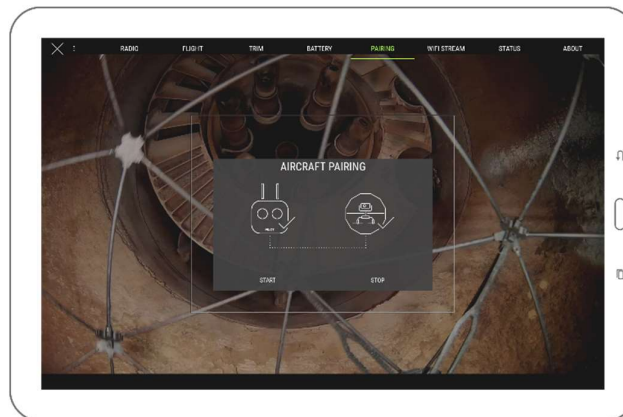 RADIO FLIGHT TRIM BATTERY PAIRING WIFI STREAM STATUS ABOUT
AIRCRAFT PAIRING
START STOP